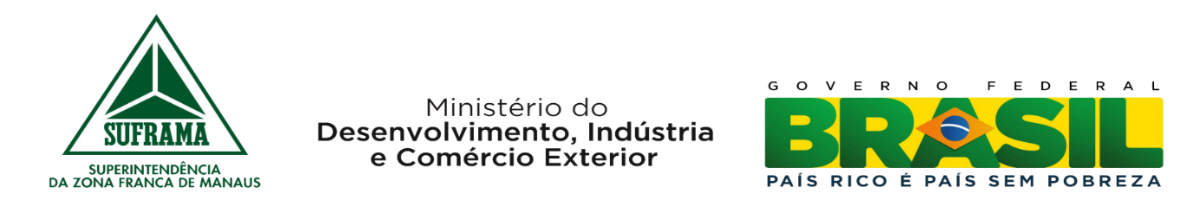 SUFRAMA
SUPERINTENDÊNCIA
DA ZONA FRANCA DE MANAUS
Ministério do
Desenvolvimento, Indústria
e Comércio Exterior
GOVERNO FEDERAL
BRASIL
PAÍS RICO É PAÍS SEM POBREZA